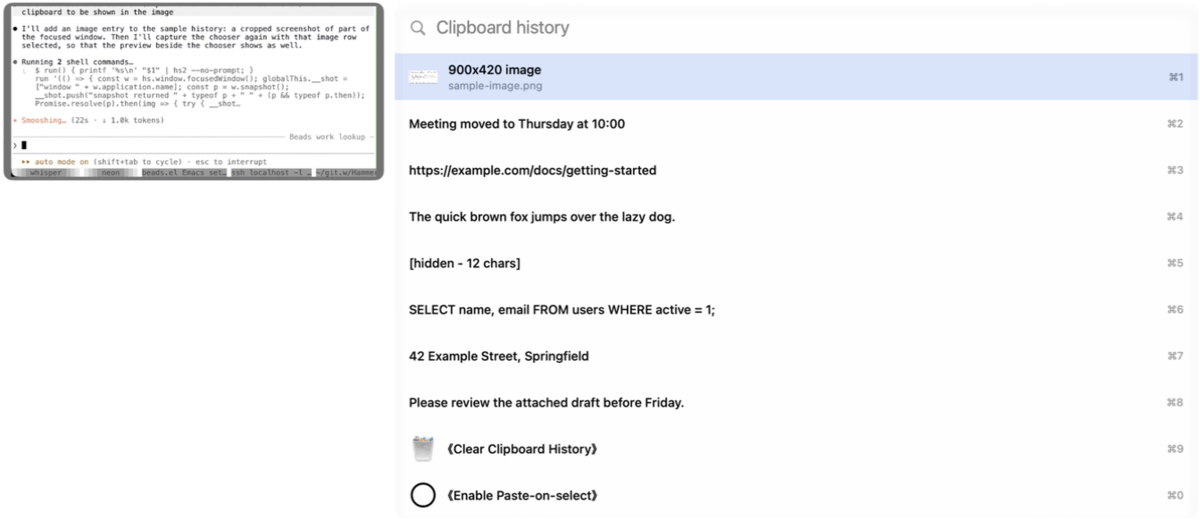 clipboard to be shown in the image
● I'll add an image entry to the sample history: a cropped screenshot of part
of the focused window. Then I'll capture the chooser again with that image row
selected, so that the preview beside the chooser shows as well.
● Running 2 shell commands…
$ run() { printf '%s\n' "$1" | hs2 --no-prompt; }
run '(() => { const w = hs.window.focusedWindow(); globalThis.__shot =
["window " + w.application.name]; const p = w.snapshot();
__shot.push("snapshot returned " + typeof p + " " + (p && typeof p.then));
Promise.resolve(p).then(img => { try { __shot…
+ Smooshing… (22s · ↓ 1.0k tokens)
Beads work lookup
❯
▸▸ auto mode on (shift+tab to cycle) · esc to interrupt
whisper neon beads.el Emacs set… ssh localhost -l … ~/git.w/Hammer
Clipboard history
900x420 image ⌘1
sample-image.png
Meeting moved to Thursday at 10:00 ⌘2
https://example.com/docs/getting-started ⌘3
The quick brown fox jumps over the lazy dog. ⌘4
[hidden - 12 chars] ⌘5
SELECT name, email FROM users WHERE active = 1; ⌘6
42 Example Street, Springfield ⌘7
Please review the attached draft before Friday. ⌘8
《Clear Clipboard History》 ⌘9
《Enable Paste-on-select》 ⌘0